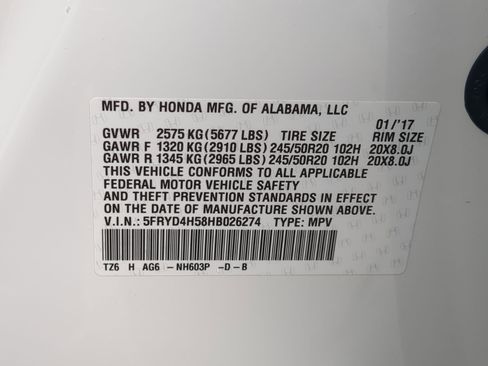 MFD. BY HONDA MFG. OF ALABAMA, LLC
01/'17
GVWR 2575 KG(5677 LBS) TIRE SIZE RIM SIZE
GAWR F 1320 KG(2910 LBS) 245/50R20 102H 20X8.0J
GAWR R 1345 KG(2965 LBS) 245/50R20 102H 20X8.0J
THIS VEHICLE CONFORMS TO ALL APPLICABLE
FEDERAL MOTOR VEHICLE SAFETY
AND THEFT PREVENTION STANDARDS IN EFFECT
ON THE DATE OF MANUFACTURE SHOWN ABOVE.
V.I.N.: 5FRYD4H58HB026274 TYPE: MPV
TZ6 H AG6 -NH603P -D-B